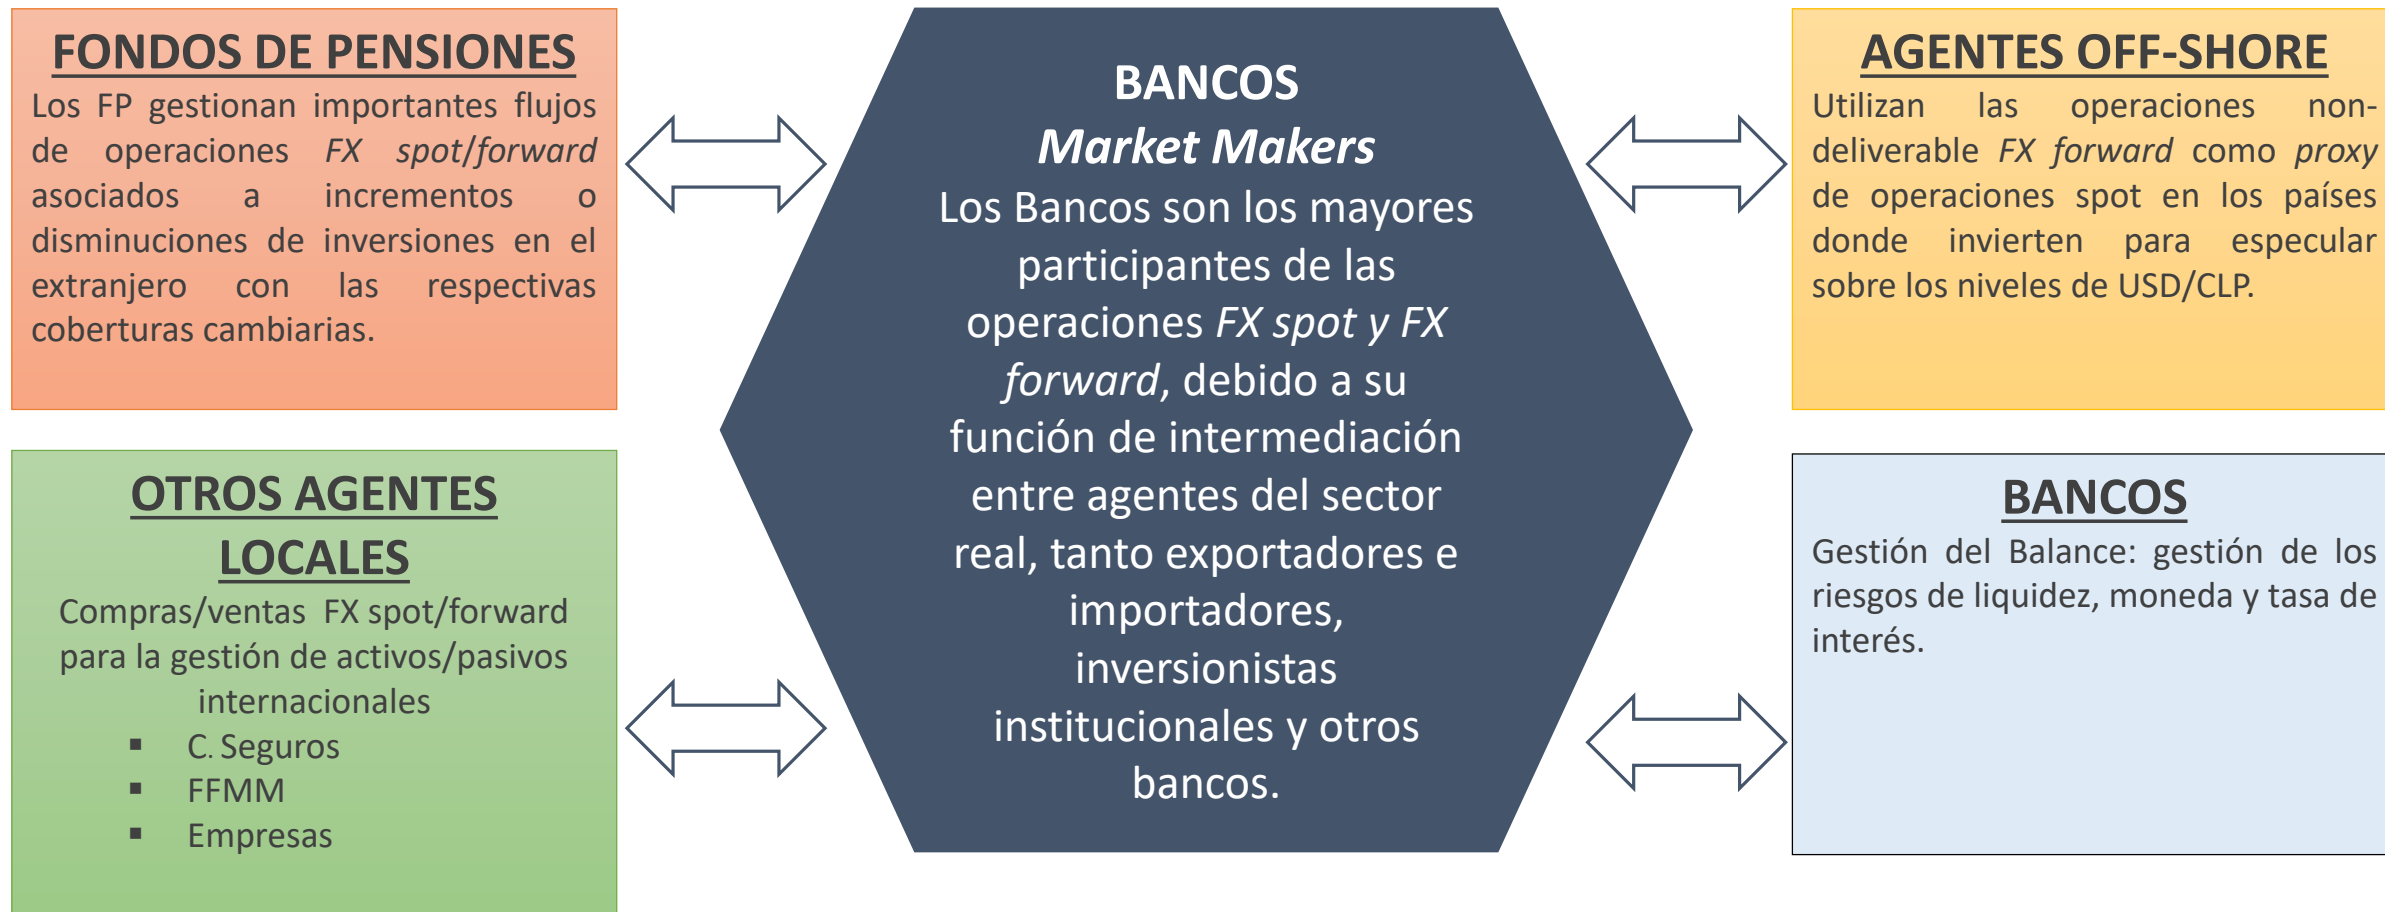 FONDOS DE PENSIONES
Los FP gestionan importantes flujos
de operaciones FX spot/forward
asociados a incrementos o
disminuciones de inversiones en el
extranjero con las respectivas
coberturas cambiarias.
OTROS AGENTES
LOCALES
Compras/ventas FX spot/forward
para la gestión de activos/pasivos
internacionales
▪ C. Seguros
▪ FFMM
▪ Empresas
BANCOS
Market Makers
Los Bancos son los mayores
participantes de las
operaciones FX spot y FX
forward, debido a su
función de intermediación
entre agentes del sector
real, tanto exportadores e
importadores,
inversionistas
institucionales y otros
bancos.
AGENTES OFF-SHORE
Utilizan las operaciones non-
deliverable FX forward como proxy
de operaciones spot en los países
donde invierten para especular
sobre los niveles de USD/CLP.
BANCOS
Gestión del Balance: gestión de los
riesgos de liquidez, moneda y tasa de
interés.